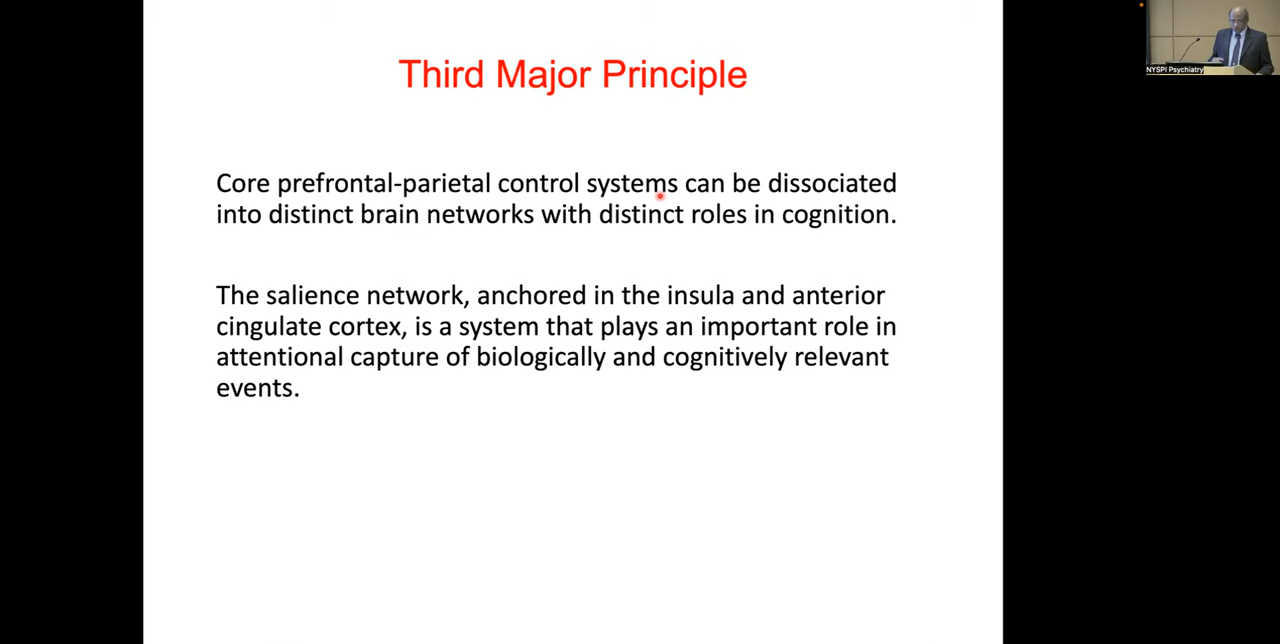 Third Major Principle
Core prefrontal-parietal control systems can be dissociated
into distinct brain networks with distinct roles in cognition.
The salience network, anchored in the insula and anterior
cingulate cortex, is a system that plays an important role in
attentional capture of biologically and cognitively relevant
events.
NYSPI Psychiatry